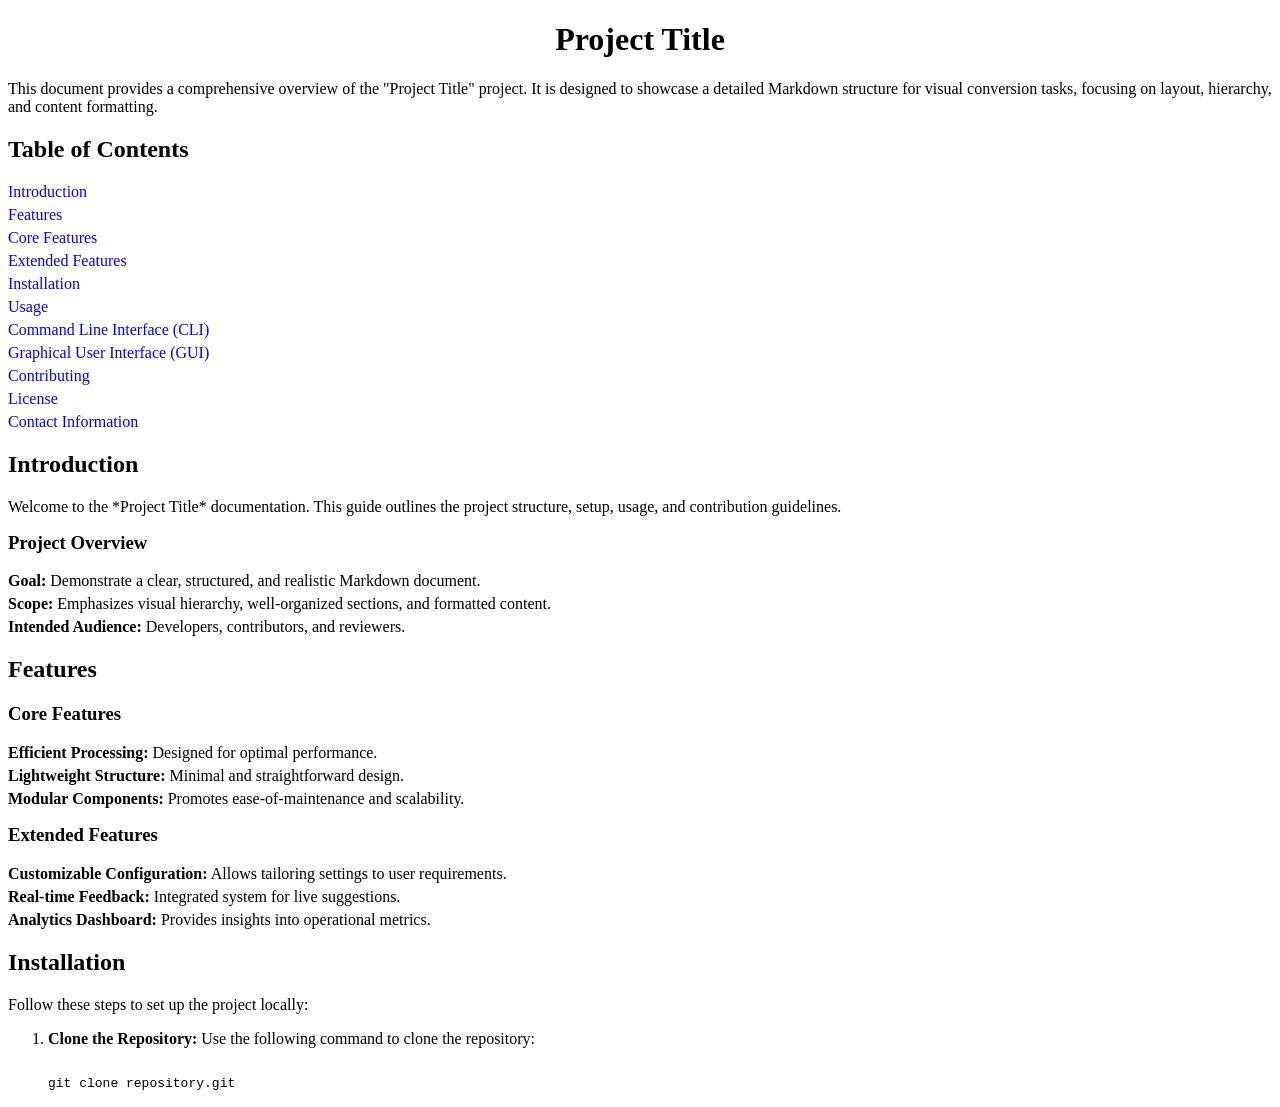 Project Title
This document provides a comprehensive overview of the "Project Title" project. It is designed to showcase a detailed Markdown structure for visual conversion tasks, focusing on layout, hierarchy,
and content formatting.
Table of Contents
Introduction
Features
Core Features
Extended Features
Installation
Usage
Command Line Interface (CLI)
Graphical User Interface (GUI)
Contributing
License
Contact Information
Introduction
Welcome to the *Project Title* documentation. This guide outlines the project structure, setup, usage, and contribution guidelines.
Project Overview
Goal: Demonstrate a clear, structured, and realistic Markdown document.
Scope: Emphasizes visual hierarchy, well-organized sections, and formatted content.
Intended Audience: Developers, contributors, and reviewers.
Features
Core Features
Efficient Processing: Designed for optimal performance.
Lightweight Structure: Minimal and straightforward design.
Modular Components: Promotes ease-of-maintenance and scalability.
Extended Features
Customizable Configuration: Allows tailoring settings to user requirements.
Real-time Feedback: Integrated system for live suggestions.
Analytics Dashboard: Provides insights into operational metrics.
Installation
Follow these steps to set up the project locally:
1. Clone the Repository: Use the following command to clone the repository:
git clone repository.git